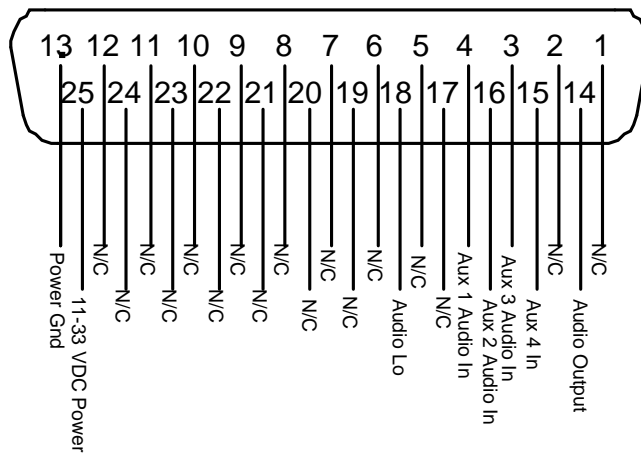 13 12 11 10 9 8 7 6 5 4 3 2 1
25 24 23 22 21 20 19 18 17 16 15 14
Power Gnd
11-33 VDC Power
N/C
N/C
N/C
N/C
N/C
N/C
N/C
N/C
N/C
N/C
N/C
N/C
N/C
Audio Lo
N/C
N/C
Aux 1 Audio In
Aux 2 Audio In
Aux 3 Audio In
Aux 4 In
N/C
Audio Output
N/C